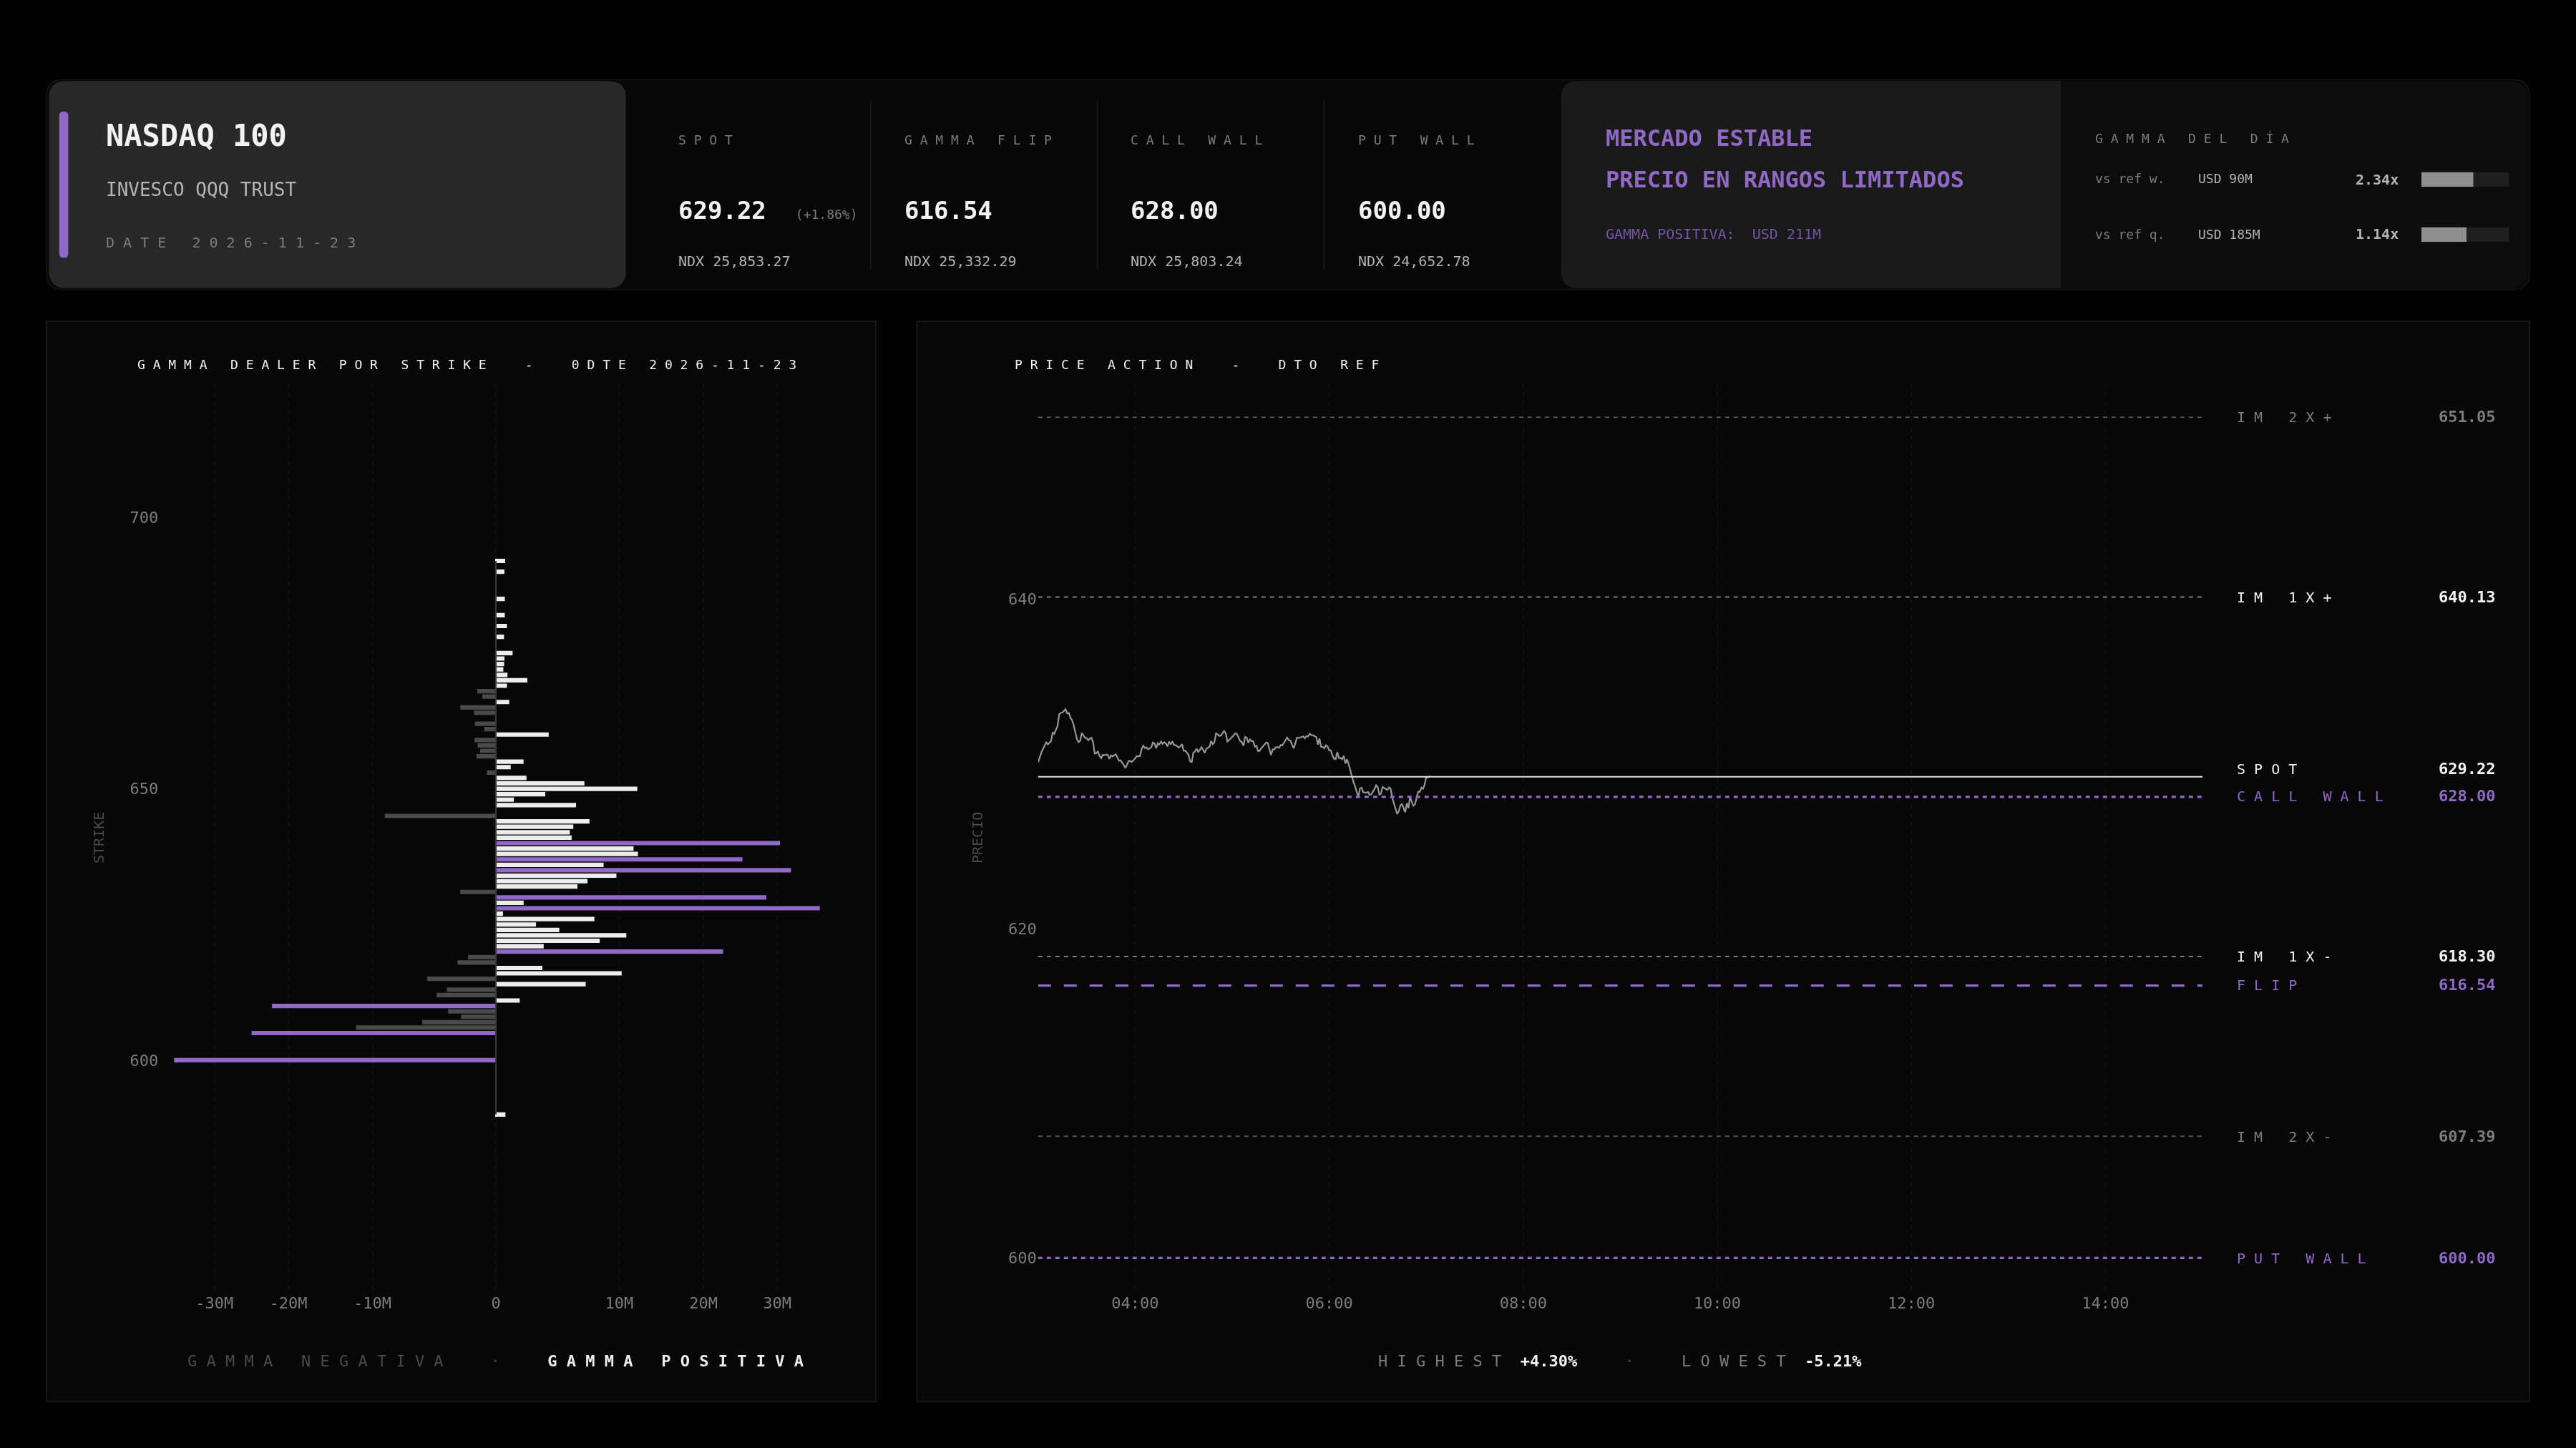 NASDAQ 100
INVESCO QQQ TRUST
DATE 2026-11-23
SPOT
629.22 (+1.86%)
NDX 25,853.27
GAMMA FLIP
616.54
NDX 25,332.29
CALL WALL
628.00
NDX 25,803.24
PUT WALL
600.00
NDX 24,652.78
MERCADO ESTABLE
PRECIO EN RANGOS LIMITADOS
GAMMA POSITIVA: USD 211M
GAMMA DEL DÍA
vs ref w. USD 90M 2.34x
vs ref q. USD 185M 1.14x
GAMMA DEALER POR STRIKE - 0DTE 2026-11-23
STRIKE
700
650
600
-30M -20M -10M 0 10M 20M 30M
GAMMA NEGATIVA · GAMMA POSITIVA
PRICE ACTION - DTO REF
PRECIO
640
620
600
IM 2X+ 651.05
IM 1X+ 640.13
SPOT 629.22
CALL WALL 628.00
IM 1X- 618.30
FLIP 616.54
IM 2X- 607.39
PUT WALL 600.00
04:00 06:00 08:00 10:00 12:00 14:00
HIGHEST +4.30% · LOWEST -5.21%